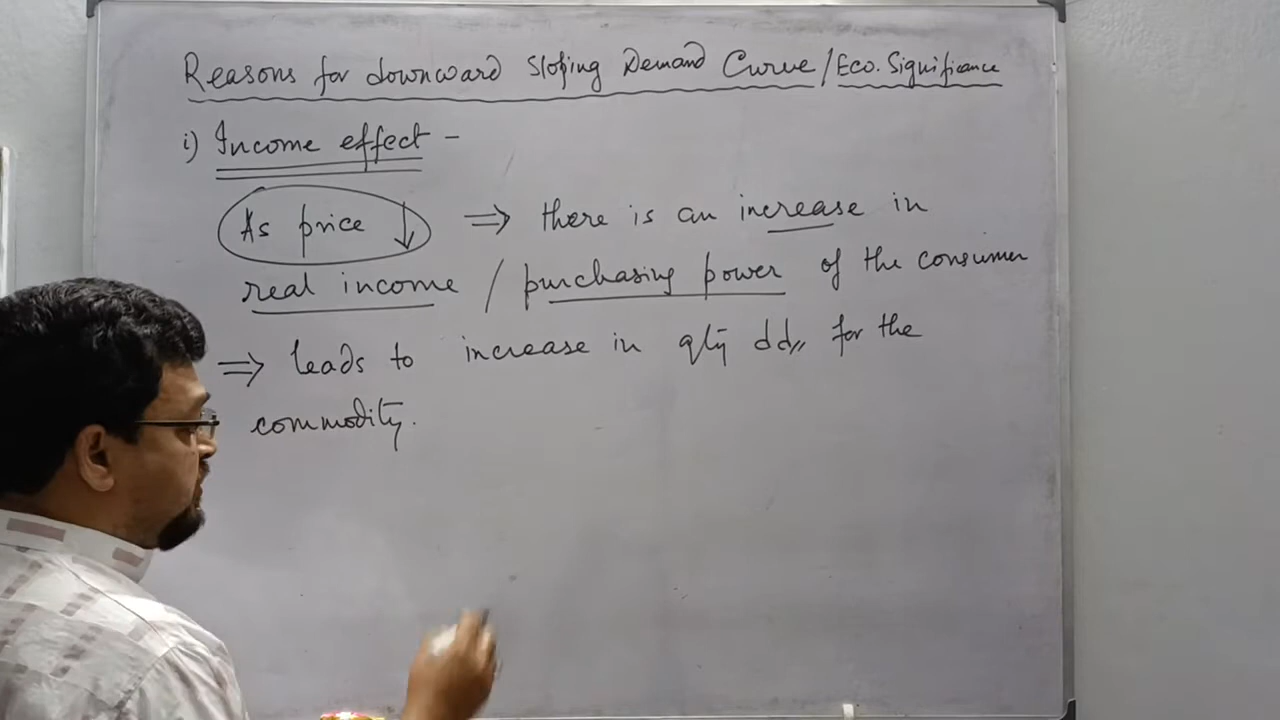 Reasons for downward Sloping Demand Curve/Eco. Significance
i) Income effect -
As price ↓ ⇒ there is an increase in
real income / purchasing power of the consumer
⇒ leads to increase in qty dd,, for the
commodity.